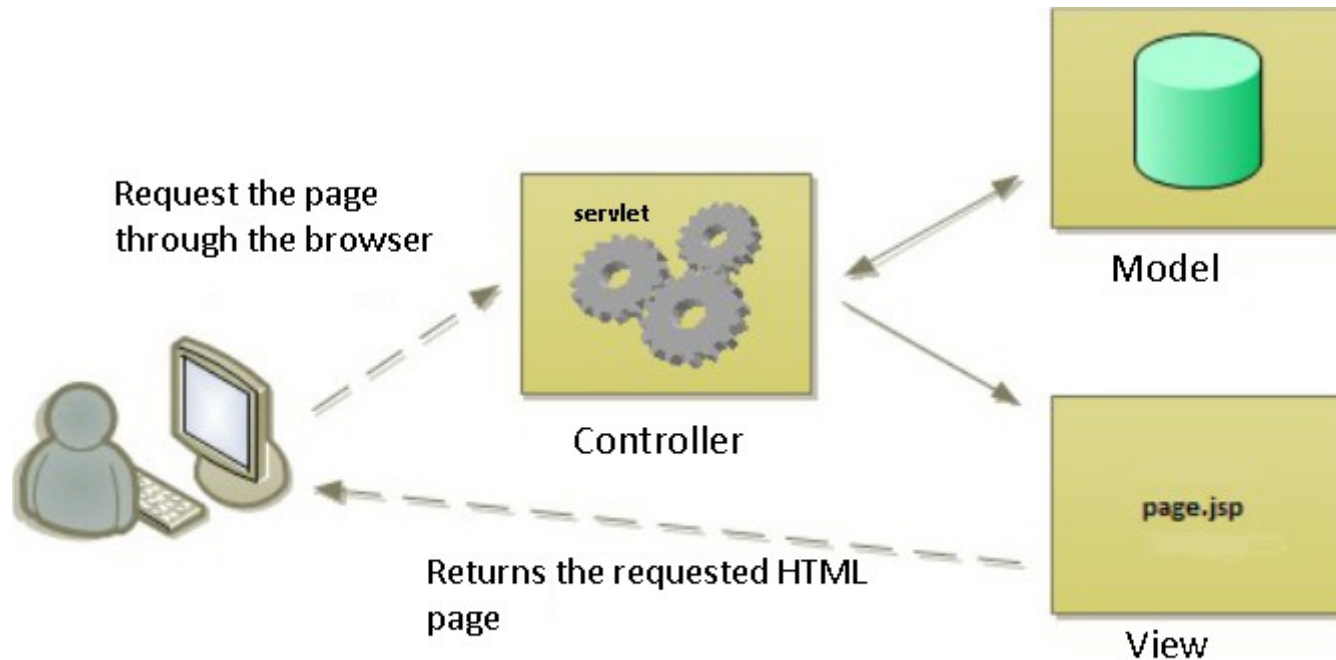 Request the page
through the browser
servlet
Controller
Model
page.jsp
View
Returns the requested HTML
page